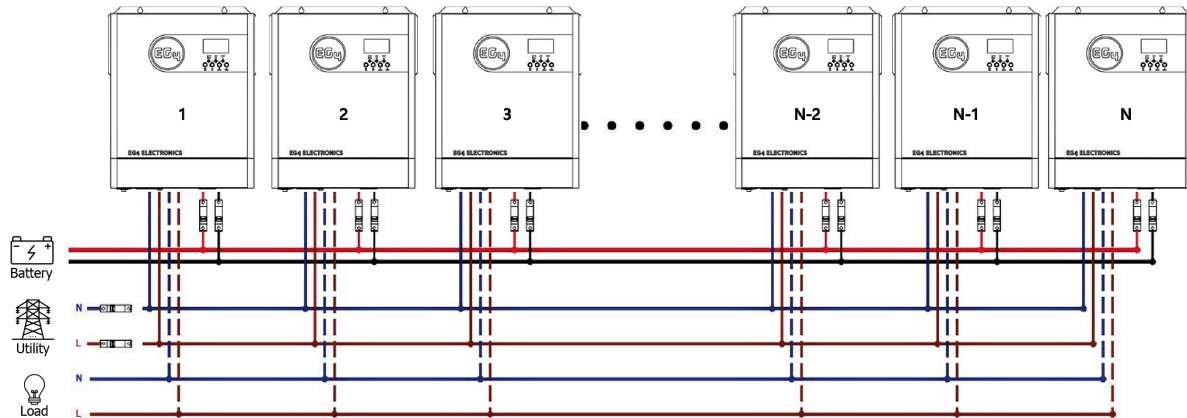 EG4 EG4 EG4 EG4 EG4 EG4
1 2 3 N-2 N-1 N
EG4 ELECTRONICS EG4 ELECTRONICS EG4 ELECTRONICS EG4 ELECTRONICS EG4 ELECTRONICS EG4 ELECTRONICS
Battery
N
Utility
L
N
Load
L